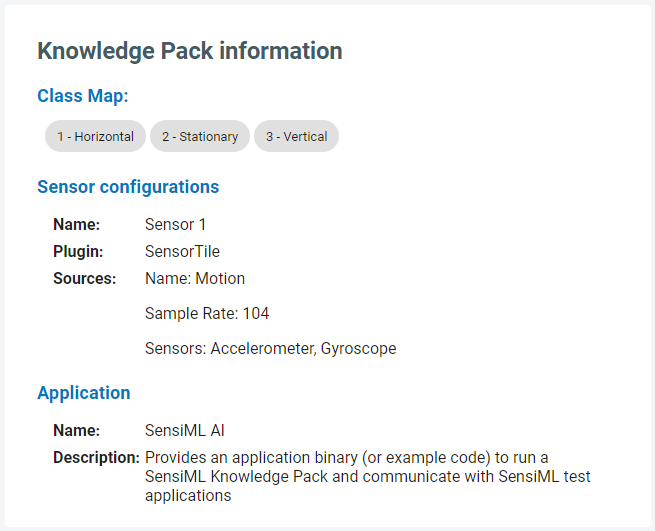 Knowledge Pack information
Class Map:
1 - Horizontal 2 - Stationary 3 - Vertical
Sensor configurations
Name: Sensor 1
Plugin: SensorTile
Sources: Name: Motion
Sample Rate: 104
Sensors: Accelerometer, Gyroscope
Application
Name: SensiML AI
Description: Provides an application binary (or example code) to run a
SensiML Knowledge Pack and communicate with SensiML test
applications